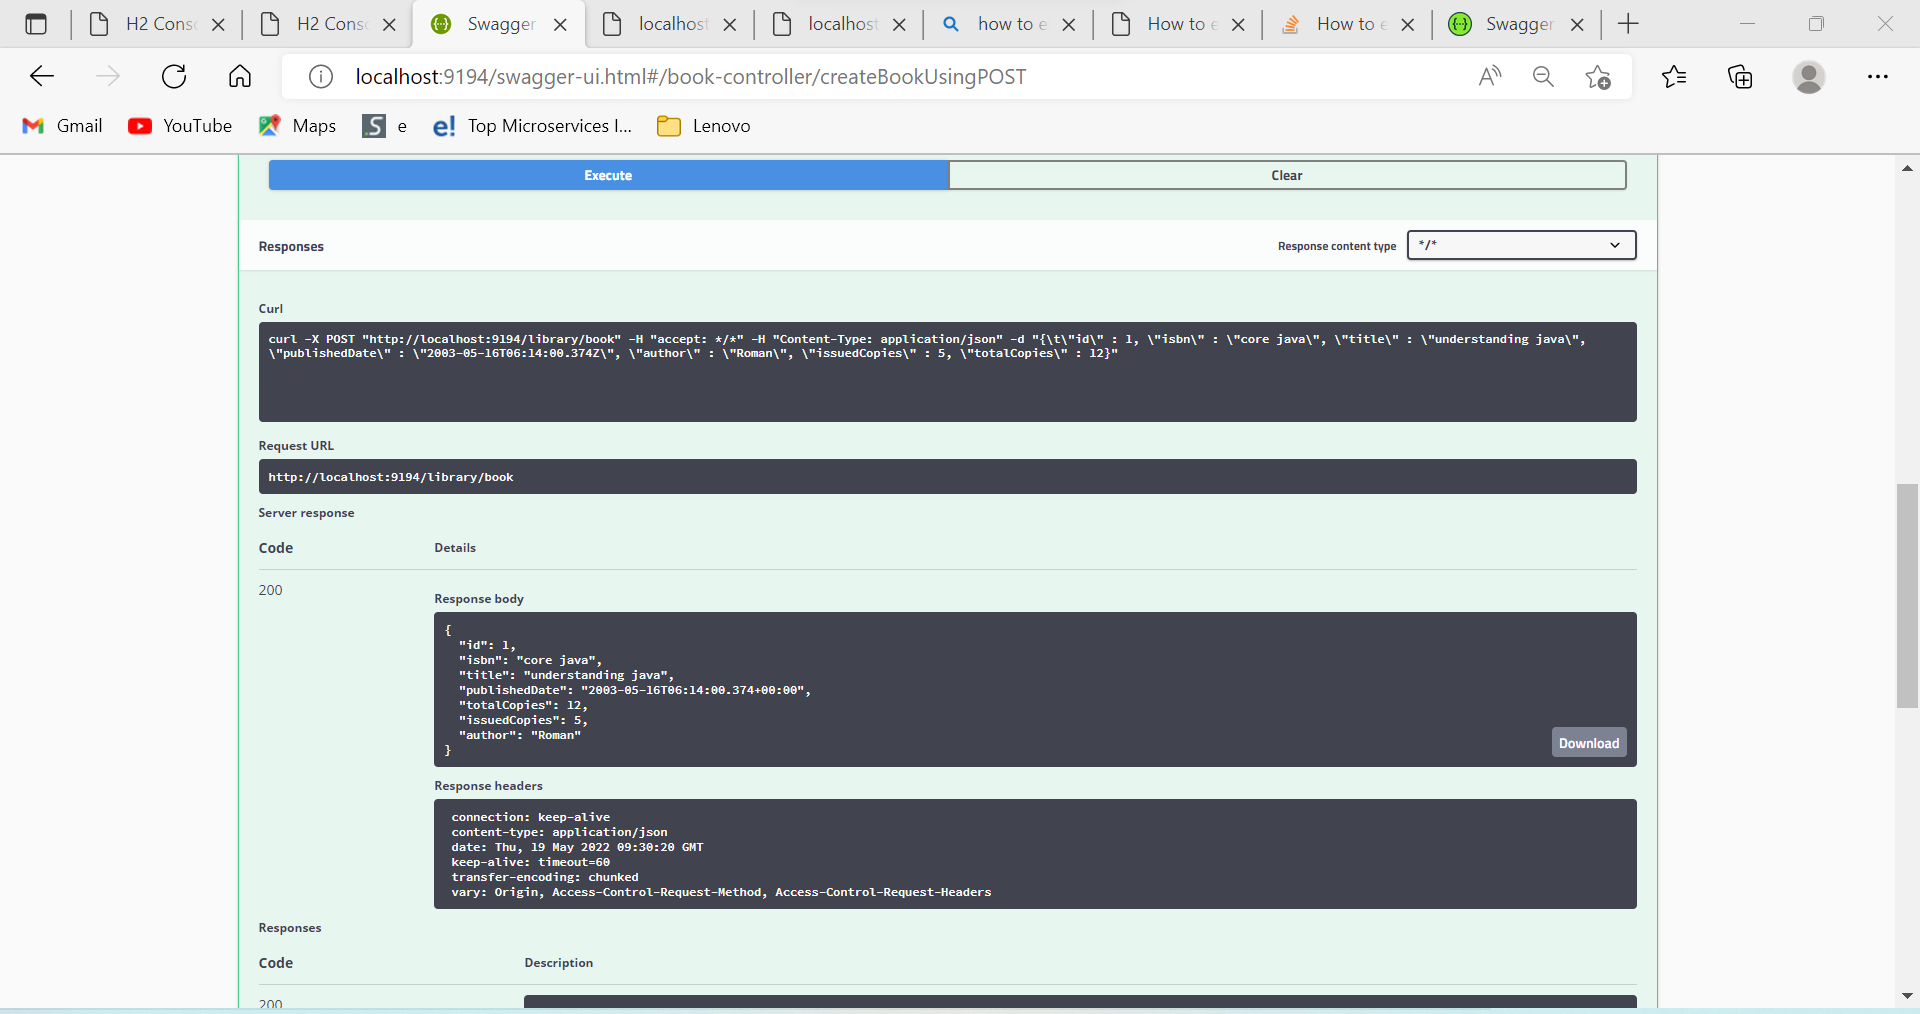 H2 Cons H2 Cons Swagger localhost localhost how to e How to e How to e Swagger
localhost:9194/swagger-ui.html#/book-controller/createBookUsingPOST
Gmail YouTube Maps e Top Microservices I... Lenovo
Execute Clear
Responses Response content type */*
Curl
curl -X POST "http://localhost:9194/library/book" -H "accept: */*" -H "Content-Type: application/json" -d "{\t\"id\" : 1, \"isbn\" : \"core java\", \"title\" : \"understanding java\",
\"publishedDate\" : \"2003-05-16T06:14:00.374Z\", \"author\" : \"Roman\", \"issuedCopies\" : 5, \"totalCopies\" : 12}"
Request URL
http://localhost:9194/library/book
Server response
Code Details
200
Response body
{
"id": 1,
"isbn": "core java",
"title": "understanding java",
"publishedDate": "2003-05-16T06:14:00.374+00:00",
"totalCopies": 12,
"issuedCopies": 5,
"author": "Roman"
}
Download
Response headers
connection: keep-alive
content-type: application/json
date: Thu, 19 May 2022 09:30:20 GMT
keep-alive: timeout=60
transfer-encoding: chunked
vary: Origin, Access-Control-Request-Method, Access-Control-Request-Headers
Responses
Code Description
200